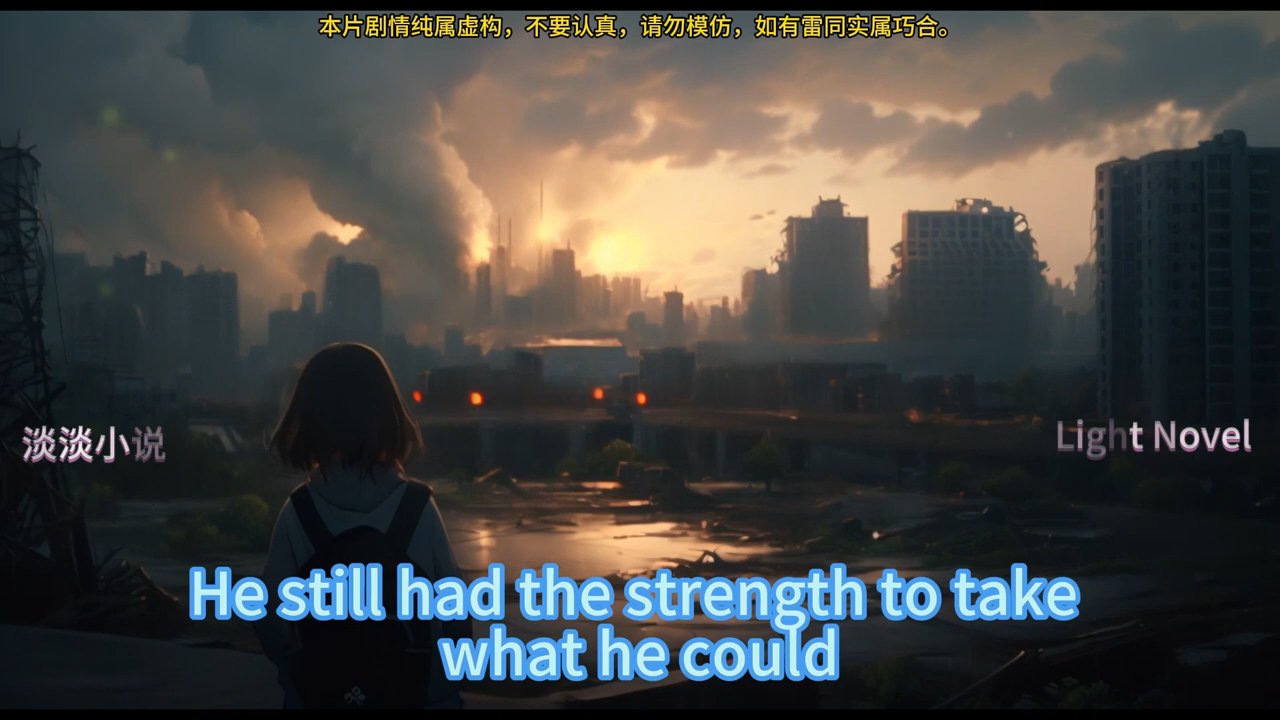 本片剧情纯属虚构，不要认真，请勿模仿，如有雷同实属巧合。
淡淡小说
Light Novel
He still had the strength to take
what he could